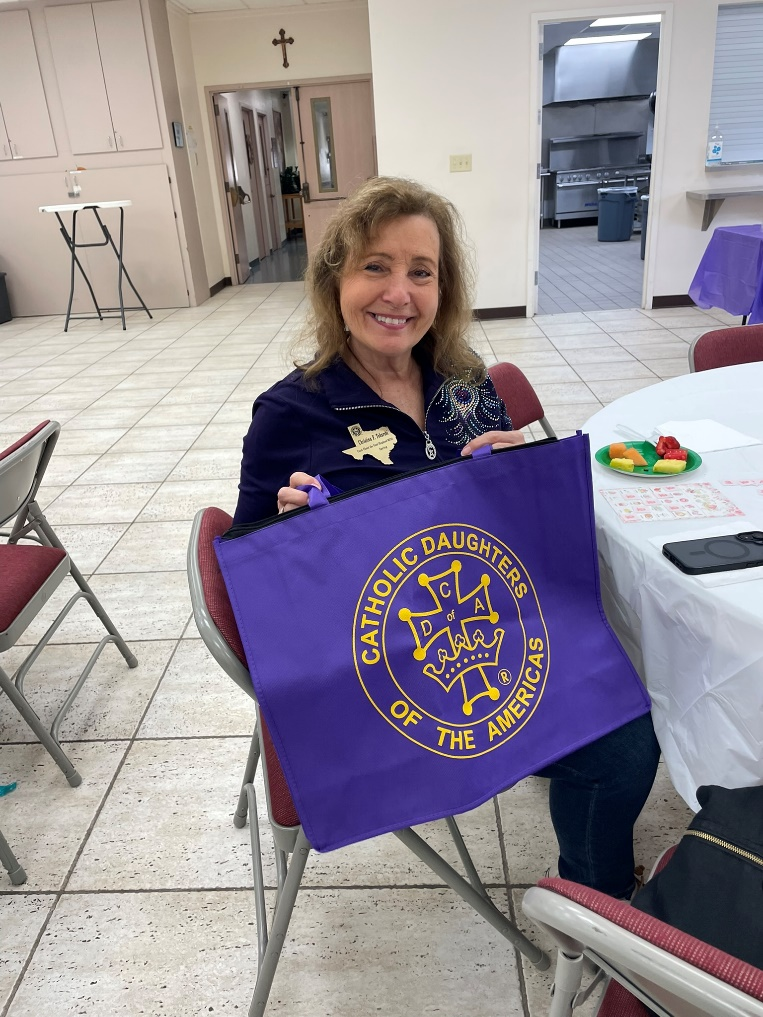 CATHOLIC DAUGHTERS
OF THE AMERICAS
C
D of A
®